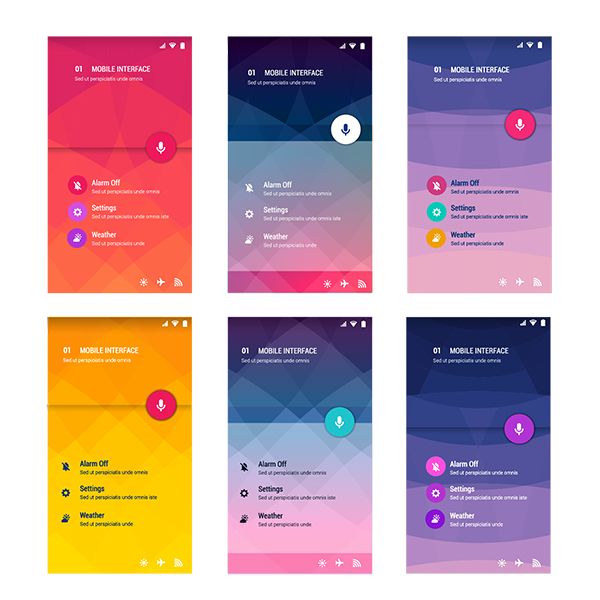 01 MOBILE INTERFACE
Sed ut perspiciatis unde omnis
Alarm Off
Sed ut perspiciatis unde omnis
Settings
Sed ut perspiciatis unde omnis iste
Weather
Sed ut perspiciatis unde
01 MOBILE INTERFACE
Sed ut perspiciatis unde omnis
Alarm Off
Sed ut perspiciatis unde omnis
Settings
Sed ut perspiciatis unde omnis iste
Weather
Sed ut perspiciatis unde
01 MOBILE INTERFACE
Sed ut perspiciatis unde omnis
Alarm Off
Sed ut perspiciatis unde omnis
Settings
Sed ut perspiciatis unde omnis iste
Weather
Sed ut perspiciatis unde
01 MOBILE INTERFACE
Sed ut perspiciatis unde omnis
Alarm Off
Sed ut perspiciatis unde omnis
Settings
Sed ut perspiciatis unde omnis iste
Weather
Sed ut perspiciatis unde
01 MOBILE INTERFACE
Sed ut perspiciatis unde omnis
Alarm Off
Sed ut perspiciatis unde omnis
Settings
Sed ut perspiciatis unde omnis iste
Weather
Sed ut perspiciatis unde
01 MOBILE INTERFACE
Sed ut perspiciatis unde omnis
Alarm Off
Sed ut perspiciatis unde omnis
Settings
Sed ut perspiciatis unde omnis iste
Weather
Sed ut perspiciatis unde